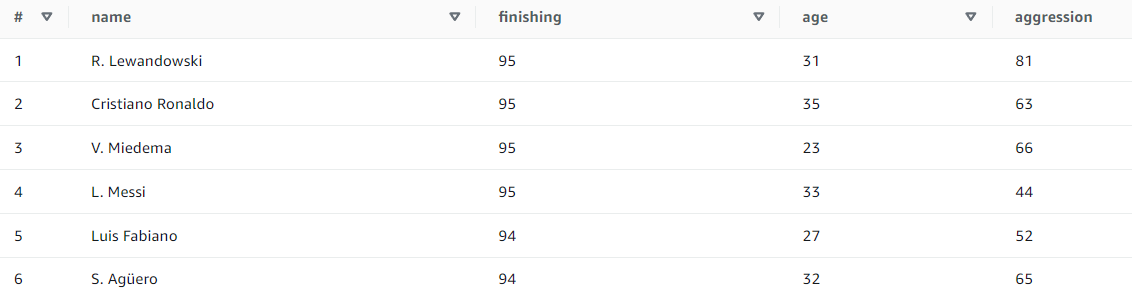 # name finishing age aggression
1 R. Lewandowski 95 31 81
2 Cristiano Ronaldo 95 35 63
3 V. Miedema 95 23 66
4 L. Messi 95 33 44
5 Luis Fabiano 94 27 52
6 S. Agüero 94 32 65